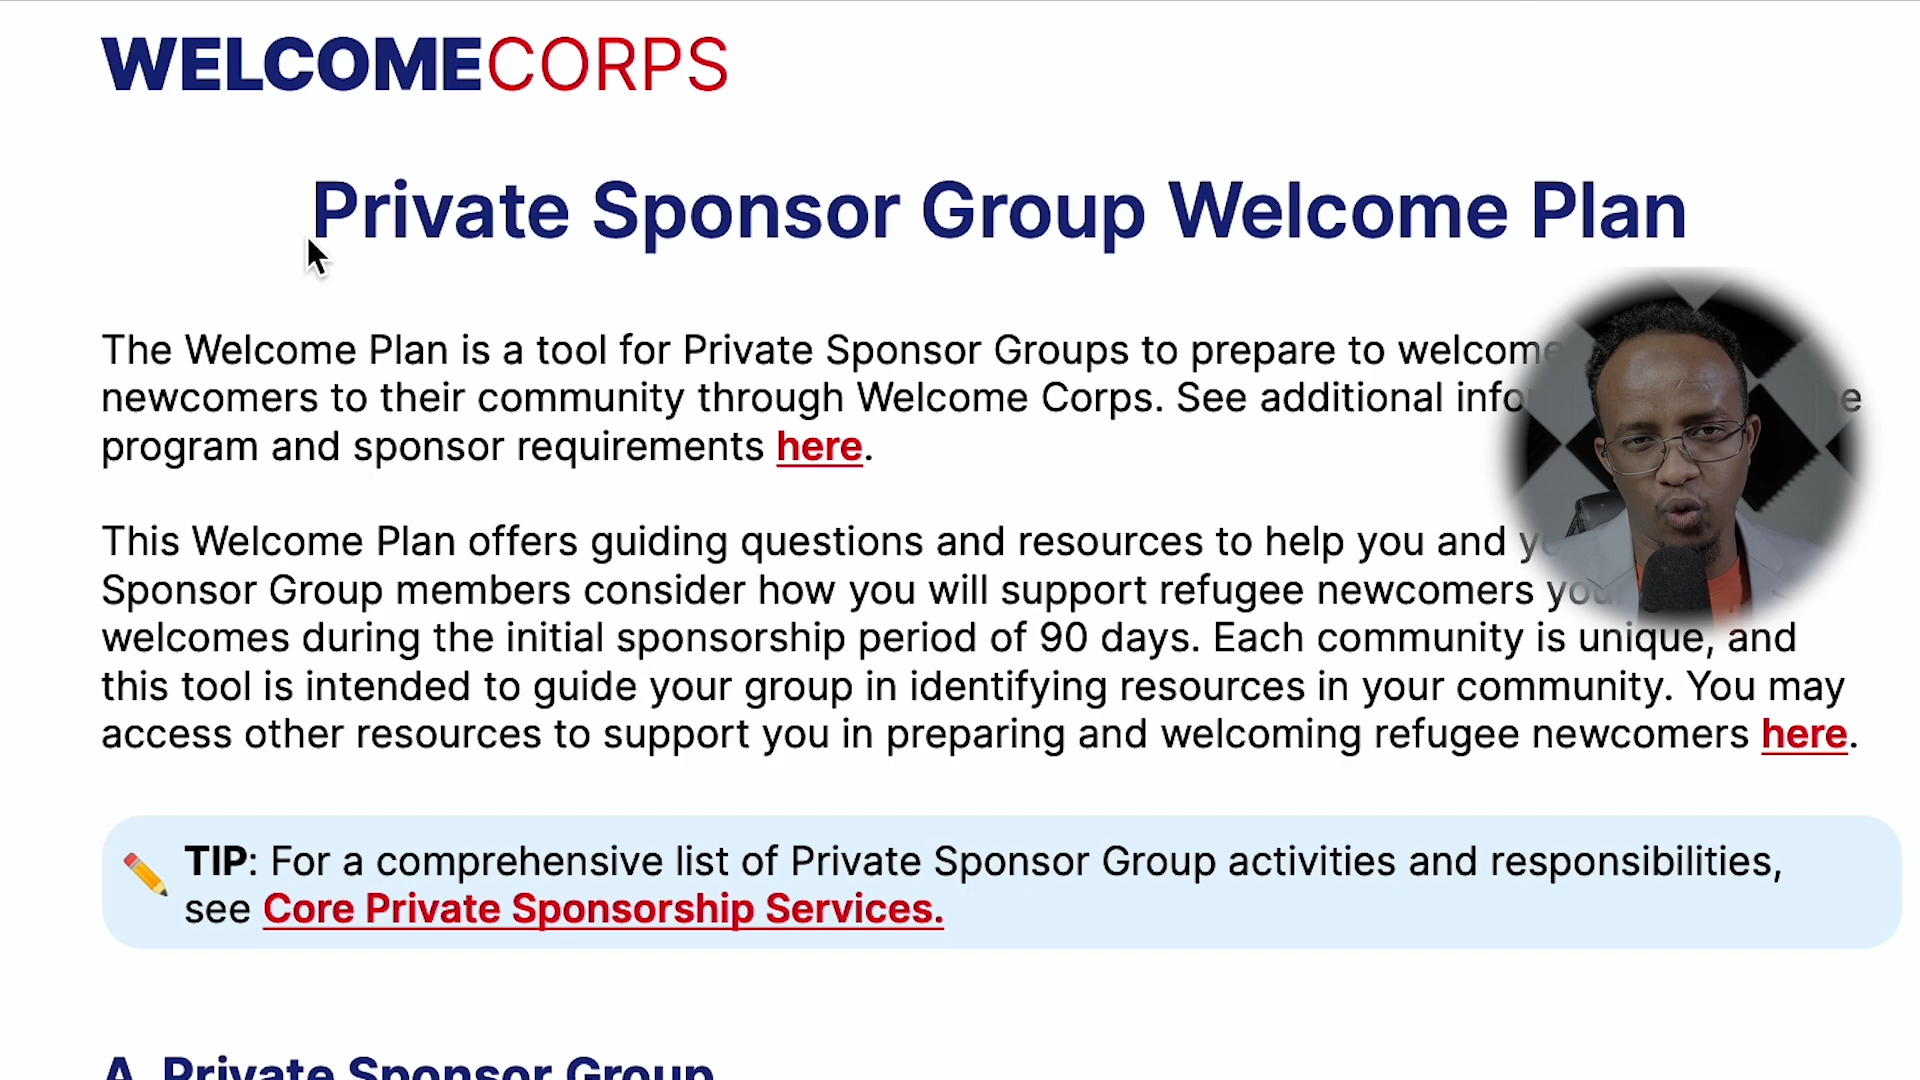 WELCOMECORPS
Private Sponsor Group Welcome Plan
The Welcome Plan is a tool for Private Sponsor Groups to prepare to welcome
newcomers to their community through Welcome Corps. See additional
program and sponsor requirements here.
This Welcome Plan offers guiding questions and resources to help you and
Sponsor Group members consider how you will support refugee newcomers
welcomes during the initial sponsorship period of 90 days. Each community is unique, and
this tool is intended to guide your group in identifying resources in your community. You may
access other resources to support you in preparing and welcoming refugee newcomers here.
TIP: For a comprehensive list of Private Sponsor Group activities and responsibilities,
see Core Private Sponsorship Services.
A. Private Sponsor Group